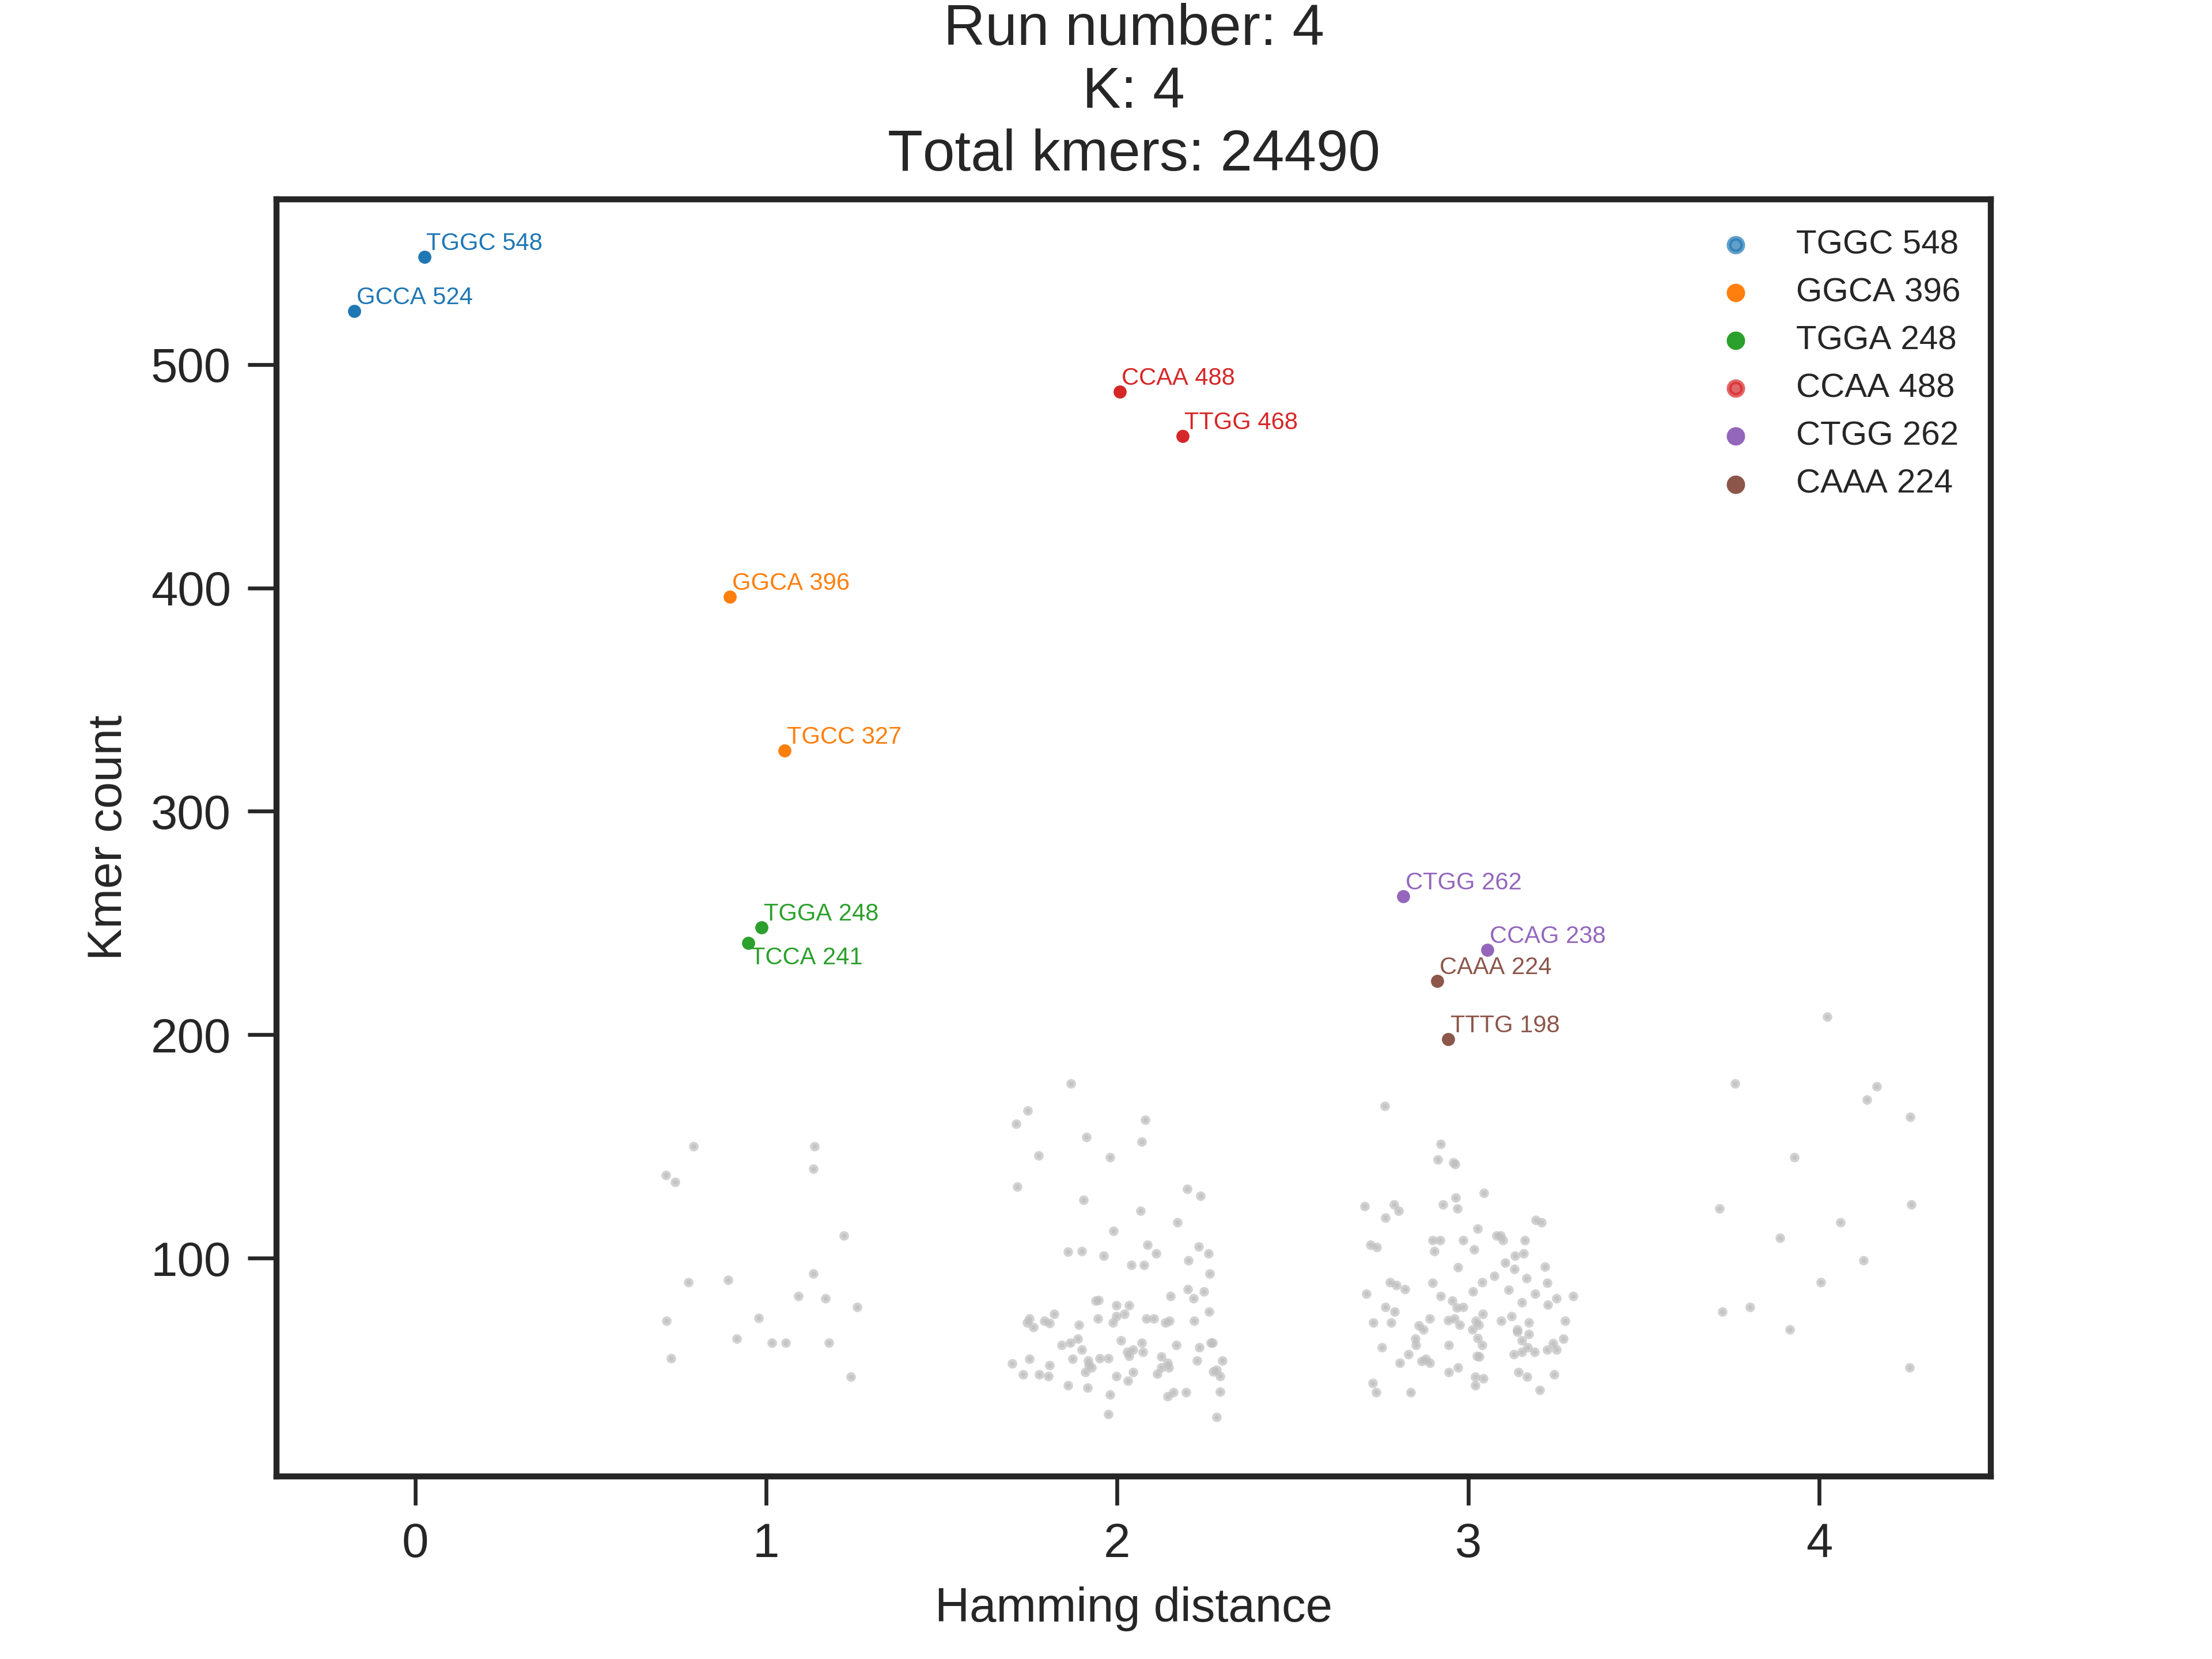 Run number: 4
K: 4
Total kmers: 24490
TGGC 548
GCCA 524
CCAA 488
TTGG 468
GGCA 396
TGCC 327
TGGA 248
TCCA 241
CTGG 262
CCAG 238
CAAA 224
TTTG 198
TGGC 548
GGCA 396
TGGA 248
CCAA 488
CTGG 262
CAAA 224
Kmer count
500
400
300
200
100
0 1 2 3 4
Hamming distance